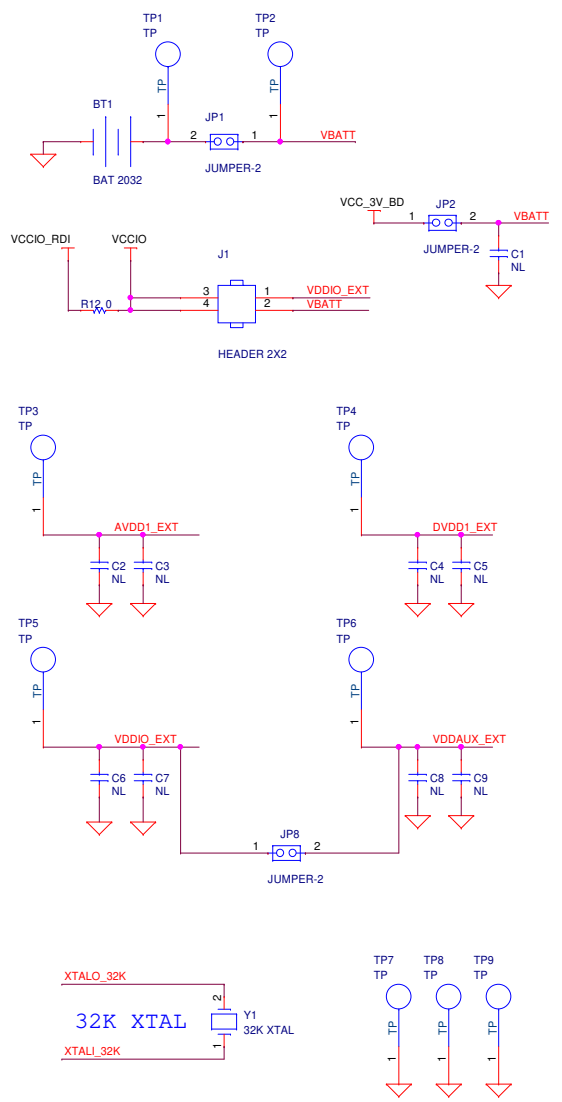 TP1
TP
TP2
TP
TP
TP
1
1
BT1
JP1
2
1
VBATT
BAT 2032
JUMPER-2
VCC_3V_BD
JP2
1
2
VBATT
JUMPER-2
C1
NL
VCCIO_RDI
VCCIO
J1
3
1
VDDIO_EXT
4
2
VBATT
R12 0
HEADER 2X2
TP3
TP
TP4
TP
TP
TP
1
1
AVDD1_EXT
DVDD1_EXT
C2
NL
C3
NL
C4
NL
C5
NL
TP5
TP
TP6
TP
TP
TP
1
1
VDDIO_EXT
VDDAUX_EXT
C6
NL
C7
NL
C8
NL
C9
NL
JP8
1
2
JUMPER-2
XTALO_32K
2
32K XTAL
Y1
32K XTAL
1
XTALI_32K
TP7
TP
TP8
TP
TP9
TP
TP
TP
TP
1
1
1